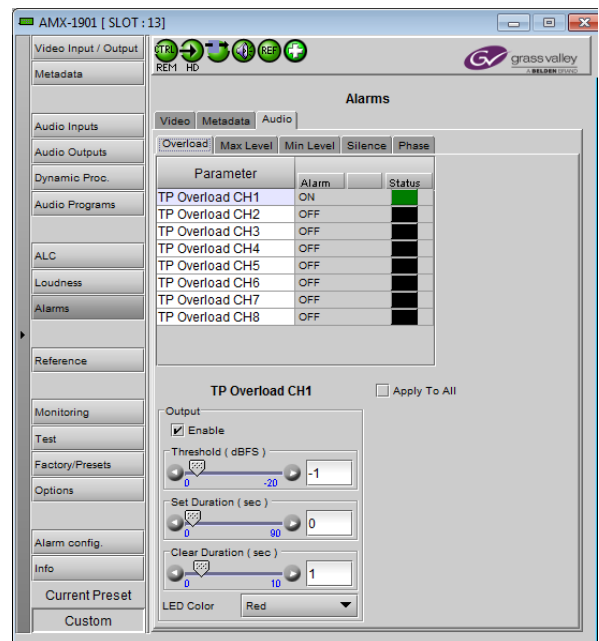 AMX-1901 [ SLOT : 13]
Video Input / Output
Metadata
Audio Inputs
Audio Outputs
Dynamic Proc.
Audio Programs
ALC
Loudness
Alarms
Reference
Monitoring
Test
Factory/Presets
Options
Alarm config.
Info
Current Preset
Custom
CTRL REF
REM HD
GV grass valley
A BELDEN BRAND
Alarms
Video Metadata Audio
Overload Max Level Min Level Silence Phase
Parameter Alarm Status
TP Overload CH1 ON
TP Overload CH2 OFF
TP Overload CH3 OFF
TP Overload CH4 OFF
TP Overload CH5 OFF
TP Overload CH6 OFF
TP Overload CH7 OFF
TP Overload CH8 OFF
TP Overload CH1 Apply To All
Output
Enable
Threshold ( dBFS )
0 -20 -1
Set Duration ( sec )
0 90 0
Clear Duration ( sec )
0 10 1
LED Color Red